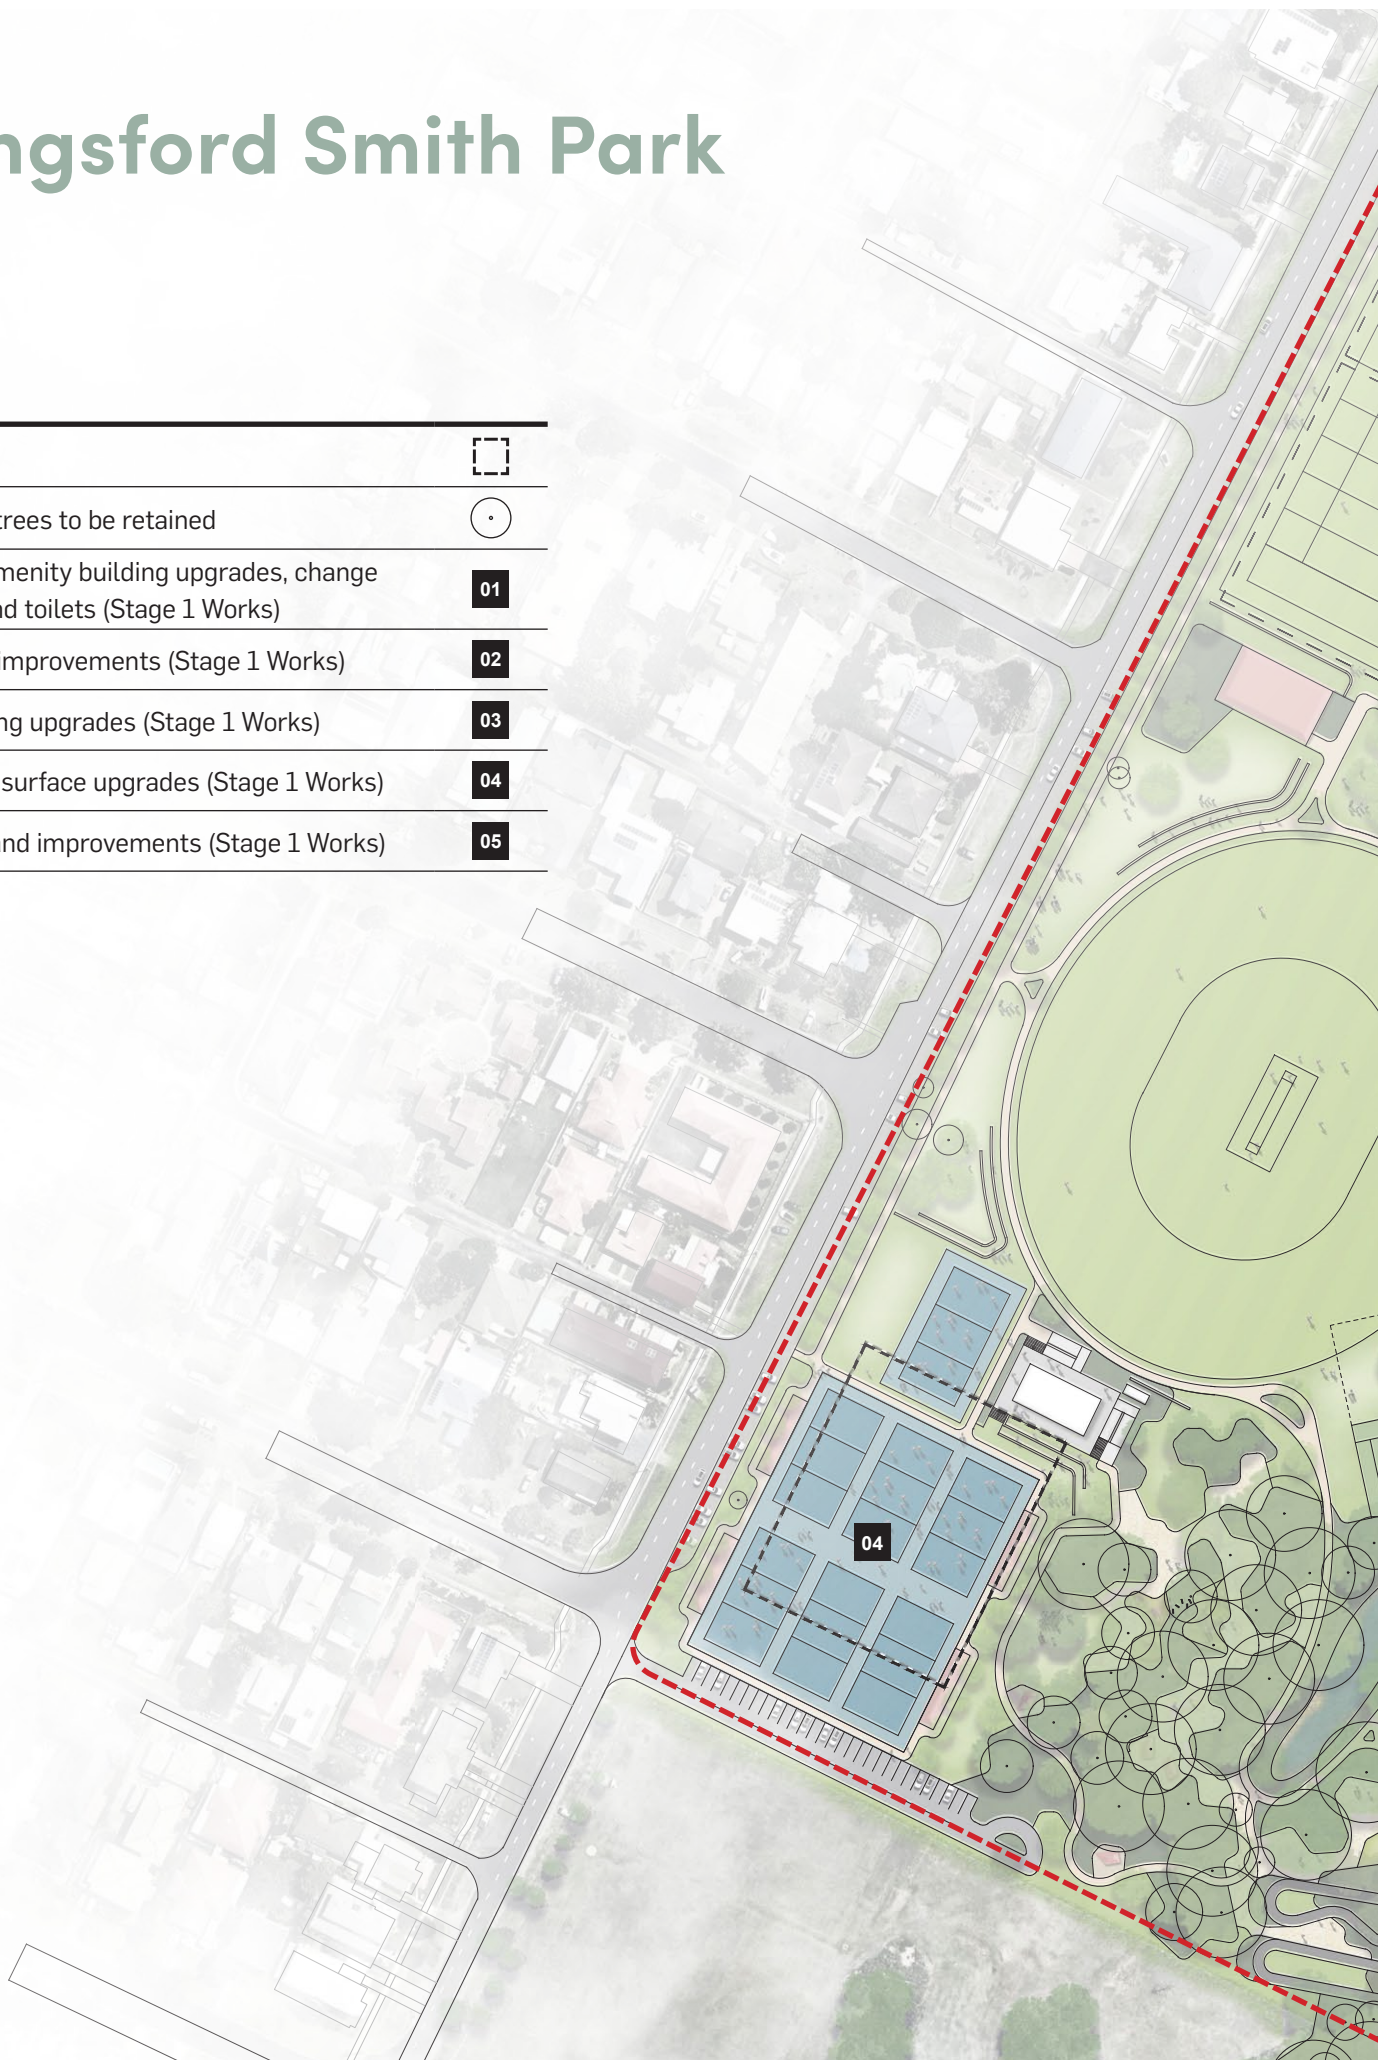 ngsford Smith Park
trees to be retained
menity building upgrades, change
nd toilets (Stage 1 Works)
01
improvements (Stage 1 Works)
02
ng upgrades (Stage 1 Works)
03
surface upgrades (Stage 1 Works)
04
and improvements (Stage 1 Works)
05
04